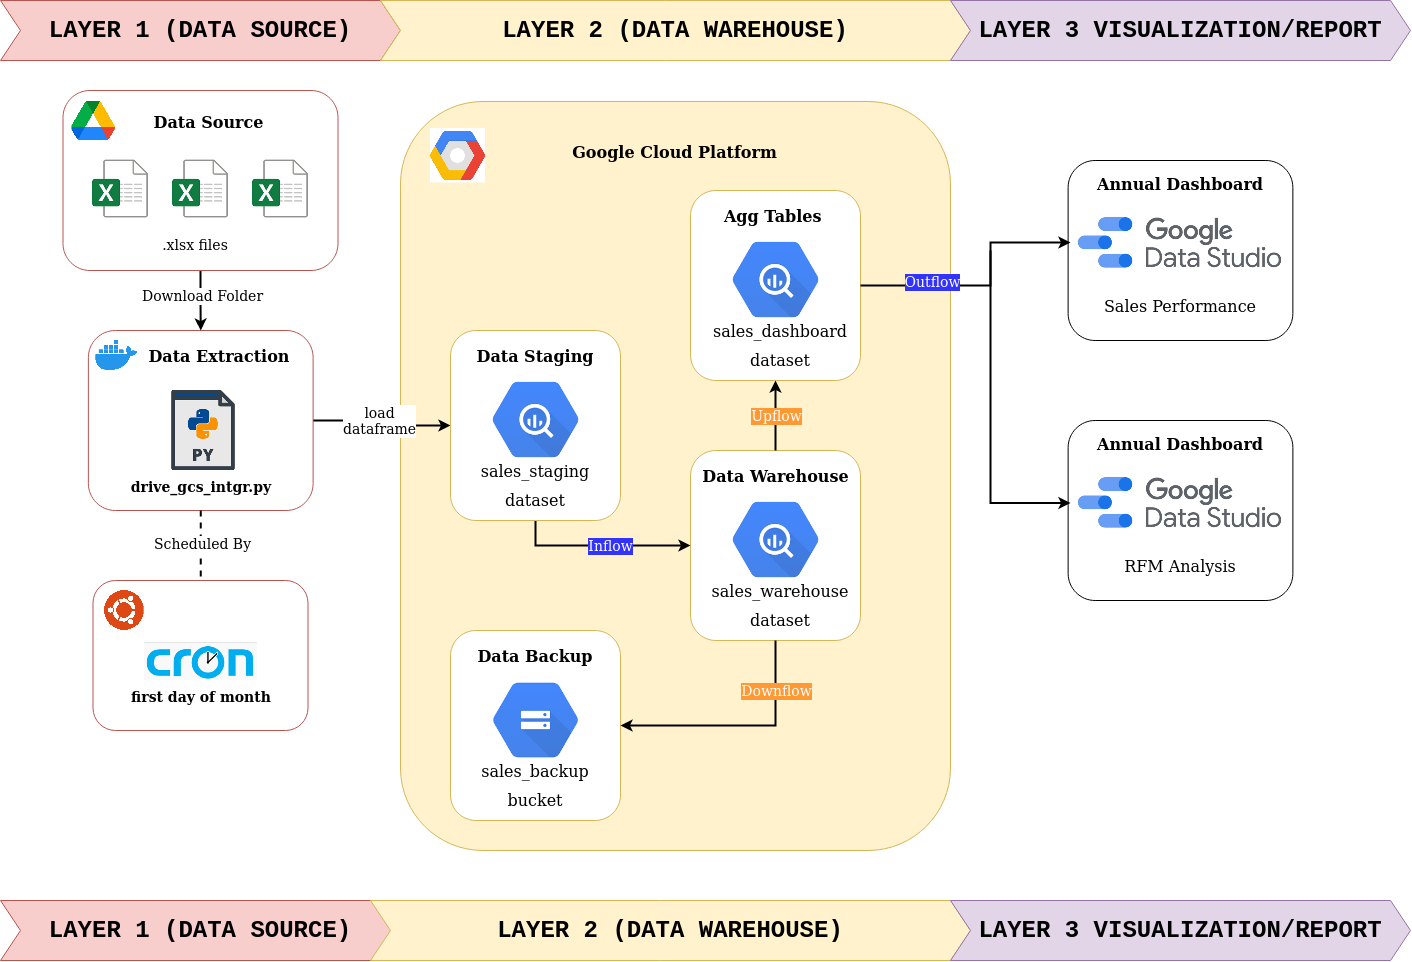 LAYER 1 (DATA SOURCE)
LAYER 2 (DATA WAREHOUSE)
LAYER 3 VISUALIZATION/REPORT
Data Source
X
X
X
.xlsx files
Download Folder
Data Extraction
PY
drive_gcs_intgr.py
Scheduled By
cron
first day of month
load
dataframe
Google Cloud Platform
Data Staging
sales_staging
dataset
Inflow
Agg Tables
sales_dashboard
dataset
Upflow
Data Warehouse
sales_warehouse
dataset
Downflow
Data Backup
sales_backup
bucket
Outflow
Annual Dashboard
Google
Data Studio
Sales Performance
Annual Dashboard
Google
Data Studio
RFM Analysis
LAYER 1 (DATA SOURCE)
LAYER 2 (DATA WAREHOUSE)
LAYER 3 VISUALIZATION/REPORT